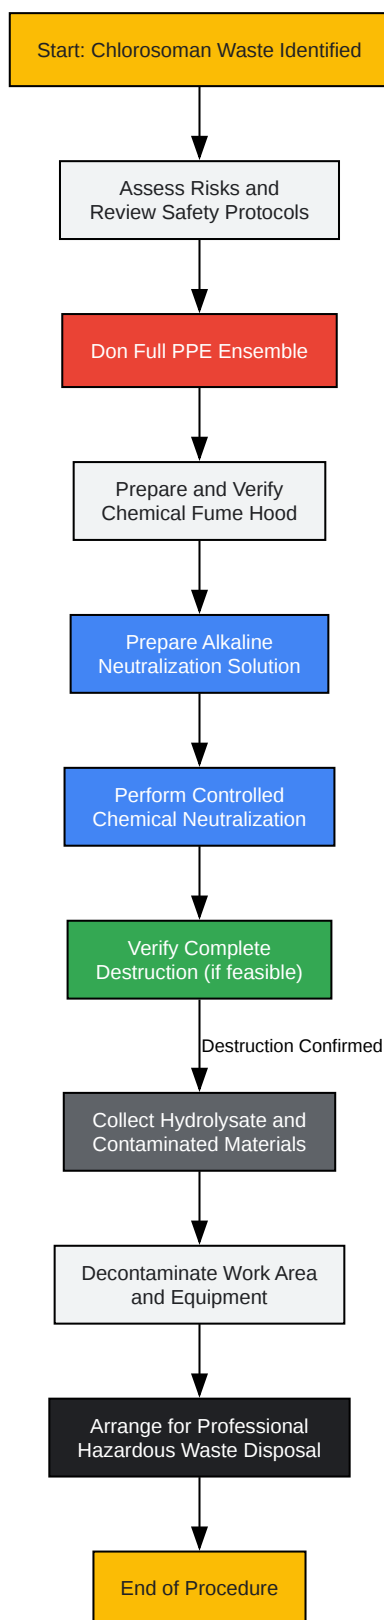 Start: Chlorosoman Waste Identified
Assess Risks and
Review Safety Protocols
Don Full PPE Ensemble
Prepare and Verify
Chemical Fume Hood
Prepare Alkaline
Neutralization Solution
Perform Controlled
Chemical Neutralization
Verify Complete
Destruction (if feasible)
Destruction Confirmed
Collect Hydrolysate and
Contaminated Materials
Decontaminate Work Area
and Equipment
Arrange for Professional
Hazardous Waste Disposal
End of Procedure